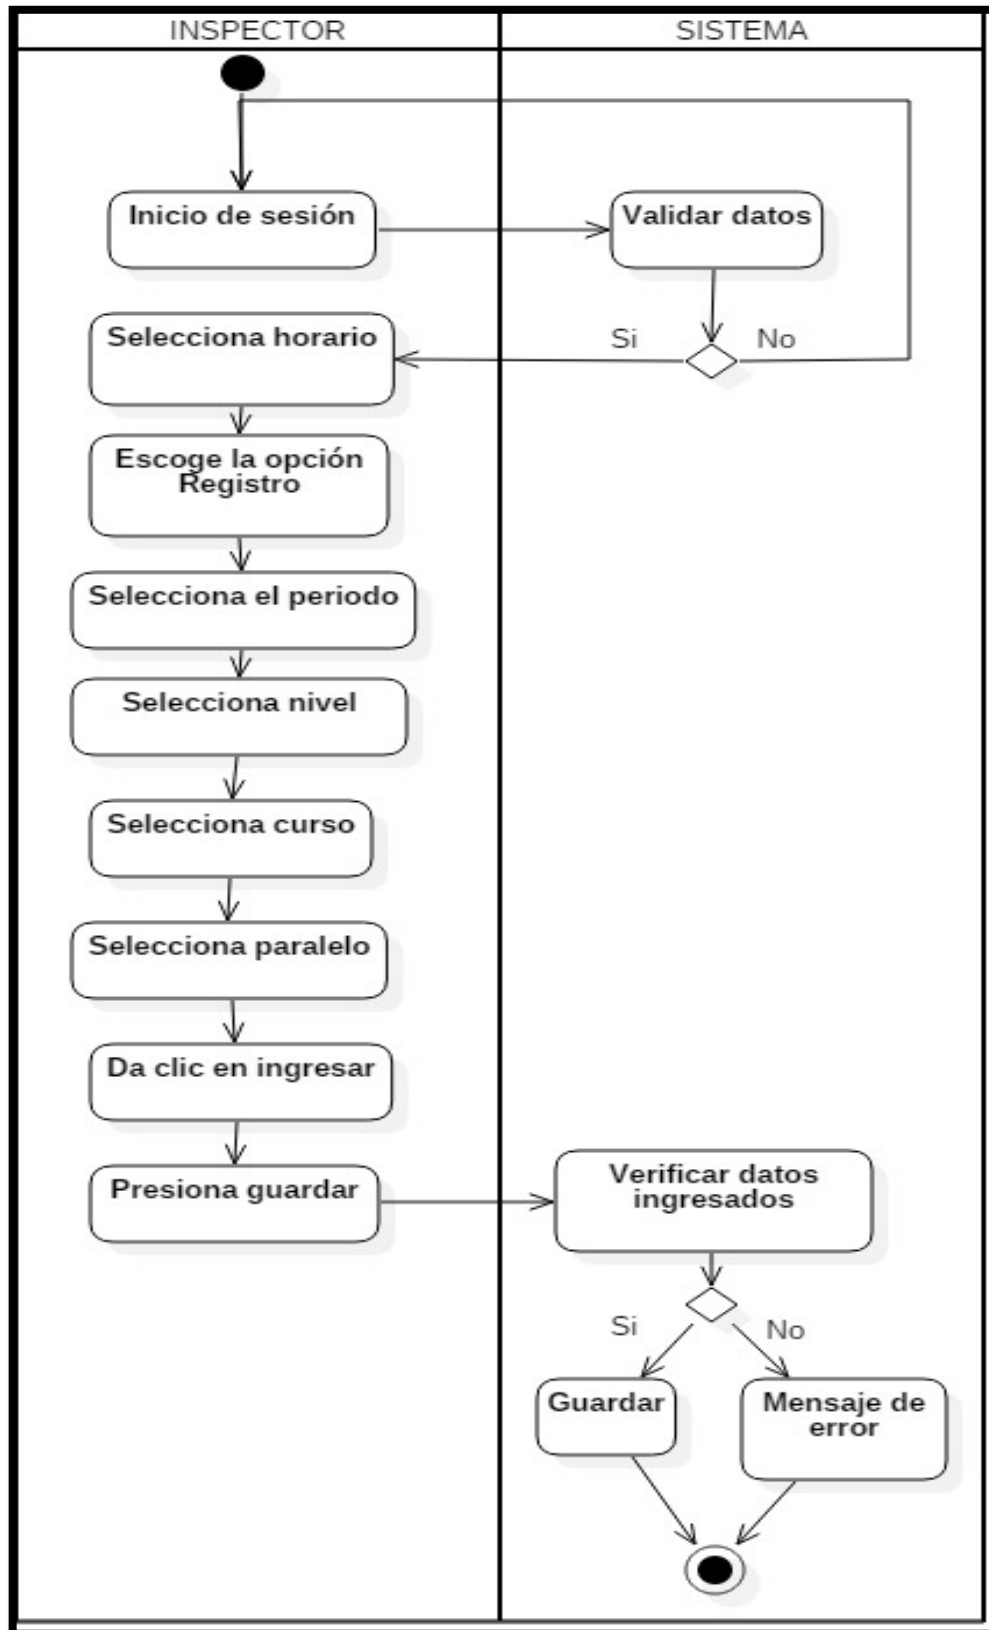 INSPECTOR
SISTEMA
Inicio de sesión
Validar datos
Si
No
Selecciona horario
Escoge la opción
Registro
Selecciona el periodo
Selecciona nivel
Selecciona curso
Selecciona paralelo
Da clic en ingresar
Presiona guardar
Verificar datos
ingresados
Si
No
Guardar
Mensaje de
error